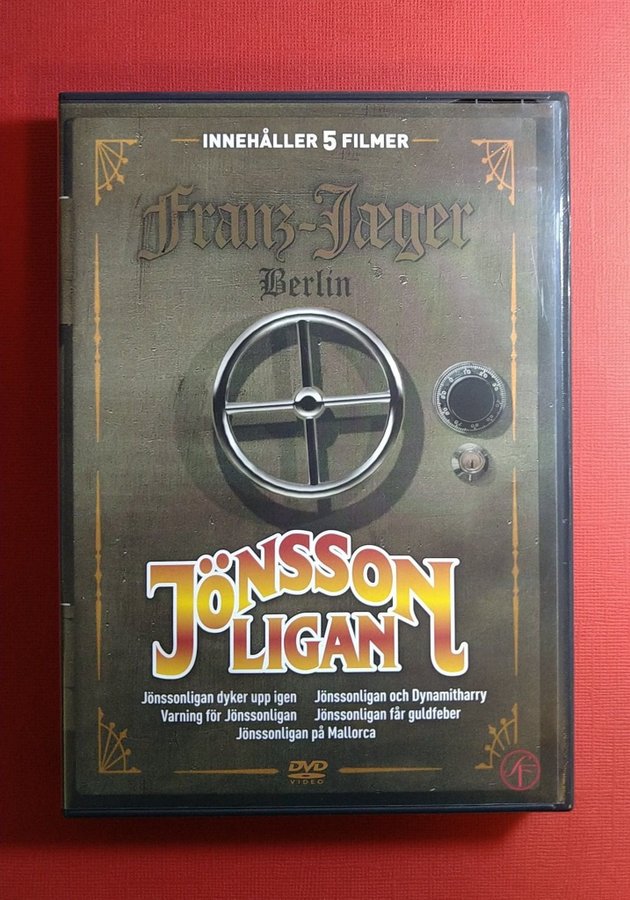 INNEHÅLLER 5 FILMER
Franz-Jæger
Berlin
JÖNSSON
LIGAN
Jönssonligan dyker upp igen Jönssonligan och Dynamitharry
Varning för Jönssonligan Jönssonligan får guldfeber
Jönssonligan på Mallorca
DVD
VIDEO
SF